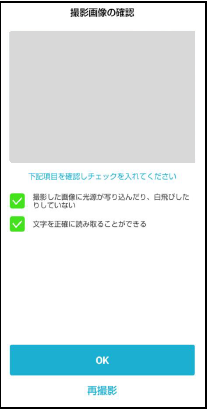 撮影画像の確認
下記項目を確認しチェックを入れてください
撮影した画像に光源が写り込んだり、白飛びした
りしていない
文字を正確に読み取ることができる
OK
再撮影